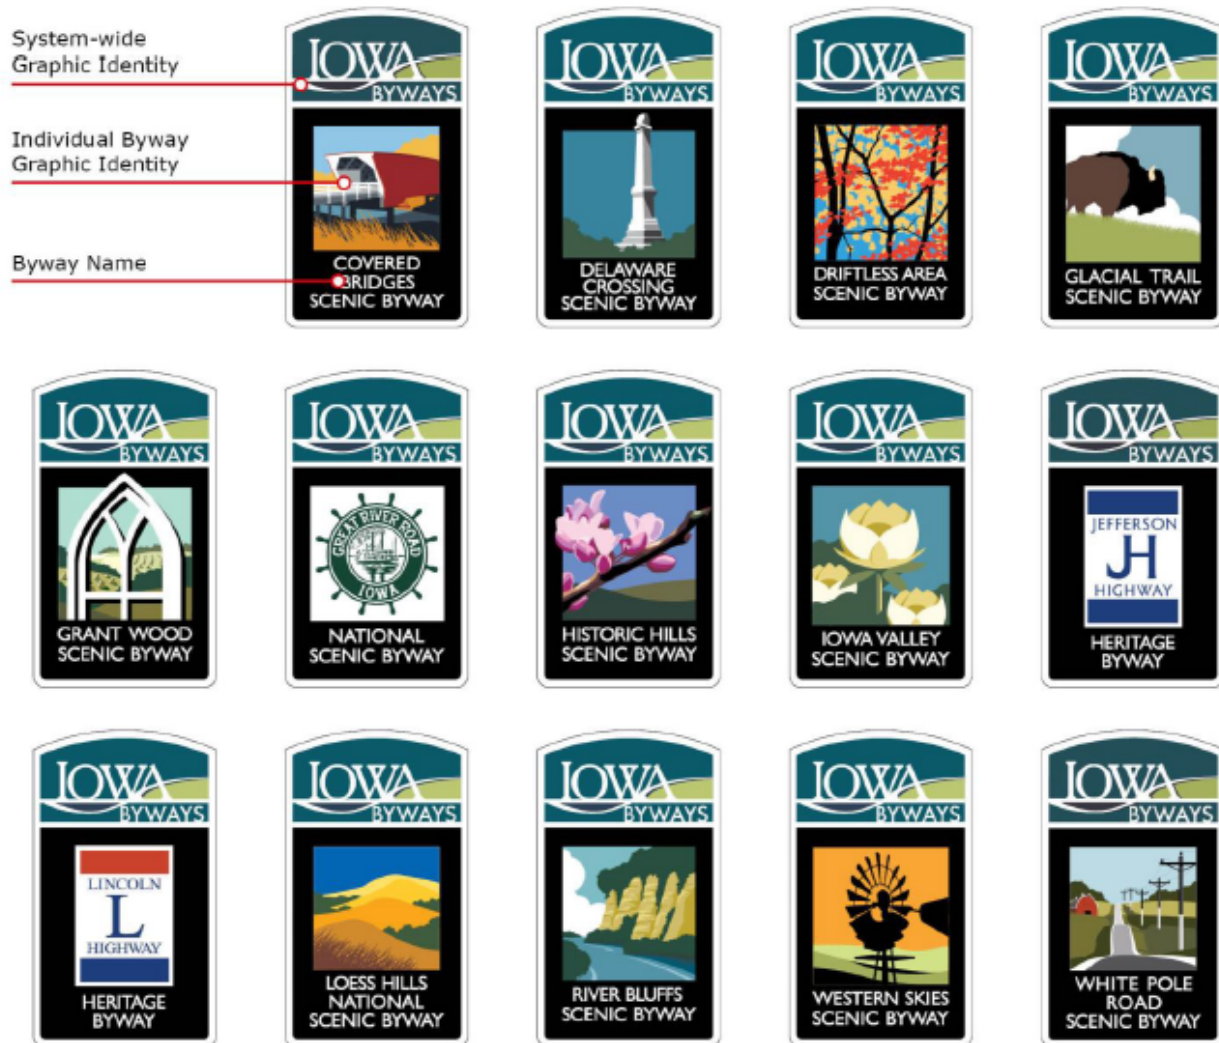 System-wide
Graphic Identity
Individual Byway
Graphic Identity
Byway Name
IOWA
BYWAYS
COVERED
BRIDGES
SCENIC BYWAY
IOWA
BYWAYS
DELAWARE
CROSSING
SCENIC BYWAY
IOWA
BYWAYS
DRIFTLESS AREA
SCENIC BYWAY
IOWA
BYWAYS
GLACIAL TRAIL
SCENIC BYWAY
IOWA
BYWAYS
GRANT WOOD
SCENIC BYWAY
IOWA
BYWAYS
GREAT RIVER ROAD
IOWA
NATIONAL
SCENIC BYWAY
IOWA
BYWAYS
HISTORIC HILLS
SCENIC BYWAY
IOWA
BYWAYS
IOWA VALLEY
SCENIC BYWAY
IOWA
BYWAYS
JEFFERSON
JH
HIGHWAY
HERITAGE
BYWAY
IOWA
BYWAYS
LINCOLN
L
HIGHWAY
HERITAGE
BYWAY
IOWA
BYWAYS
LOESS HILLS
NATIONAL
SCENIC BYWAY
IOWA
BYWAYS
RIVER BLUFFS
SCENIC BYWAY
IOWA
BYWAYS
WESTERN SKIES
SCENIC BYWAY
IOWA
BYWAYS
WHITE POLE
ROAD
SCENIC BYWAY